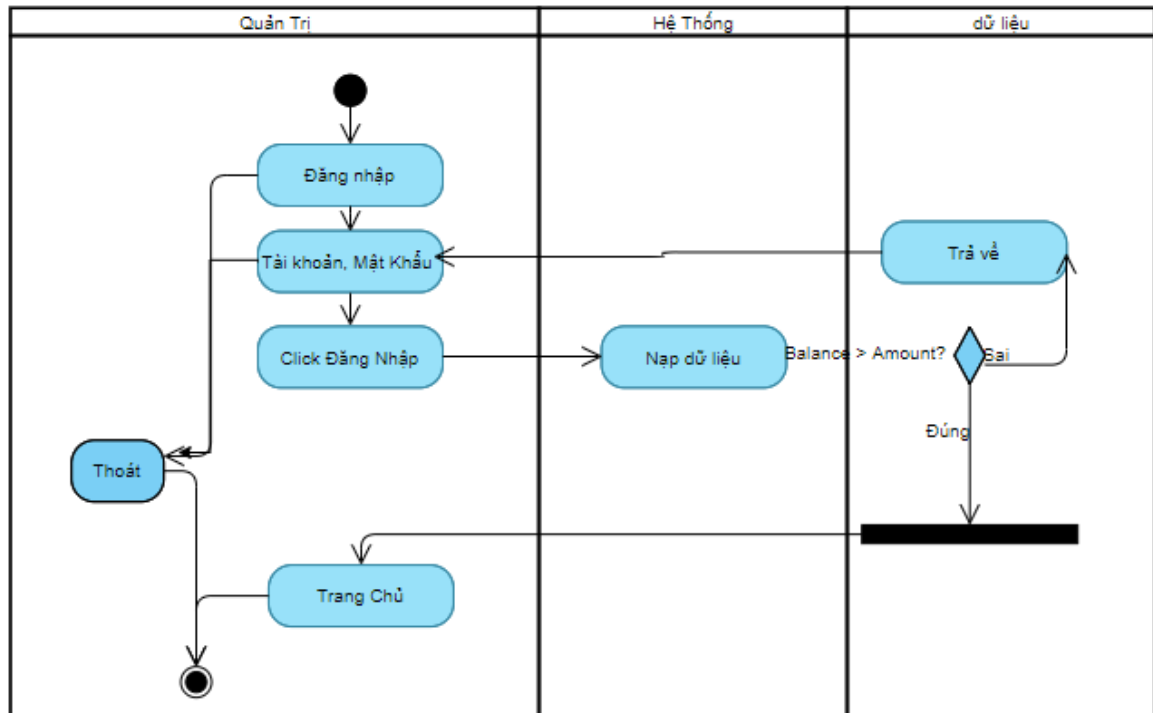 Quản Trị
Hệ Thống
dữ liệu
Đăng nhập
Tài khoản, Mật Khẩu
Trả về
Click Đăng Nhập
Nạp dữ liệu
Balance > Amount?
Sai
Đúng
Thoát
Trang Chủ